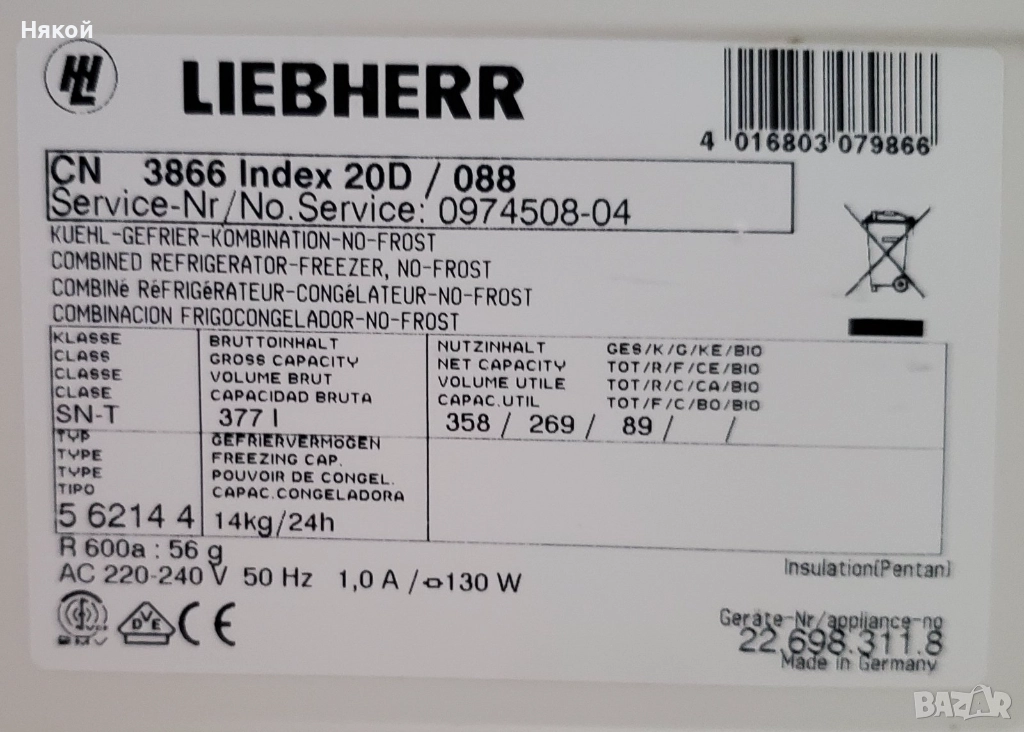 Някой
HL
LIEBHERR
4 016803 079866
CN 3866 Index 20D / 088
Service-Nr/No.Service: 0974508-04
KUEHL-GEFRIER-KOMBINATION-NO-FROST
COMBINED REFRIGERATOR-FREEZER, NO-FROST
COMBINé RéFRIGéRATEUR-CONGéLATEUR-NO-FROST
COMBINACION FRIGOCONGELADOR-NO-FROST
KLASSE
CLASS
CLASSE
CLASE
SN-T
BRUTTOINHALT
GROSS CAPACITY
VOLUME BRUT
CAPACIDAD BRUTA
377 l
NUTZINHALT GES/K/G/KE/BIO
NET CAPACITY TOT/R/F/CE/BIO
VOLUME UTILE TOT/R/C/CA/BIO
CAPAC.UTIL TOT/F/C/BO/BIO
358 / 269 / 89 / /
TYP
TYPE
TYPE
TIPO
5 6214 4
GEFRIERVERMöGEN
FREEZING CAP.
POUVOIR DE CONGEL.
CAPAC.CONGELADORA
14kg/24h
R 600a : 56 g
AC 220-240 V 50 Hz 1,0 A / 130 W
Insulation(Pentan)
DVE CE
Geräte-Nr/appliance-no
22.698.311.8
Made in Germany
BAZAR